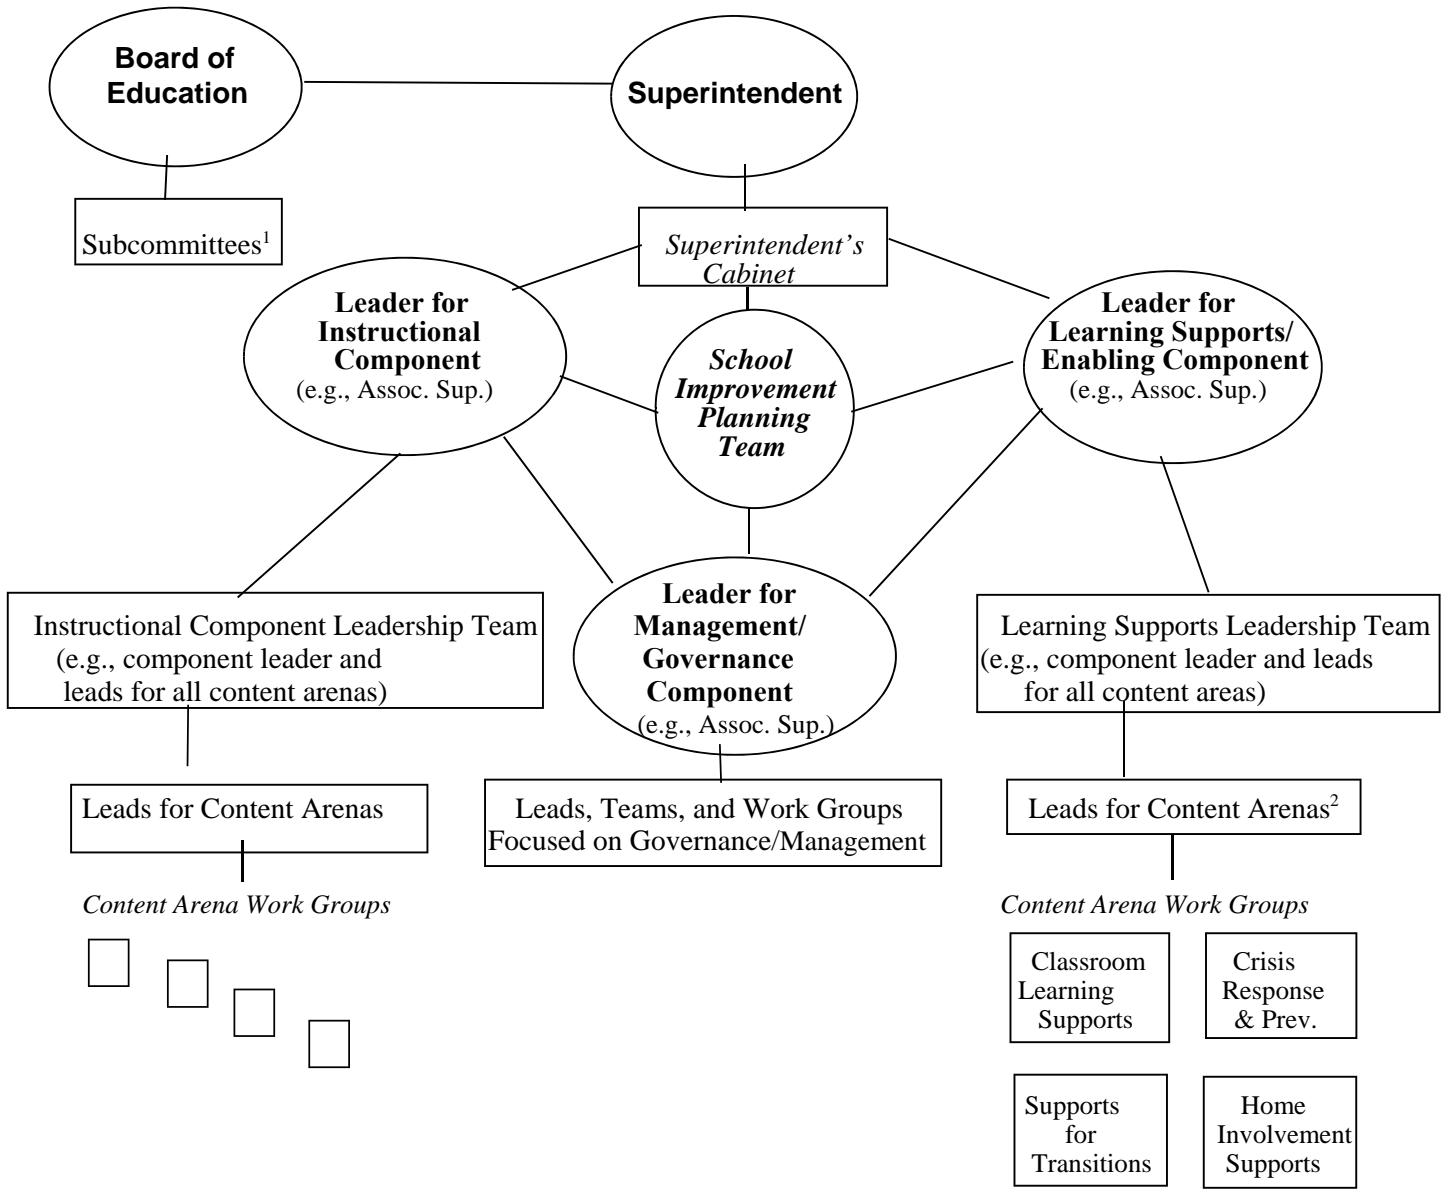 Board of
Education
Superintendent
Subcommittees1
Superintendent's
Cabinet
Leader for
Instructional
Component
(e.g., Assoc. Sup.)
School
Improvement
Planning
Team
Leader for
Learning Supports/
Enabling Component
(e.g., Assoc. Sup.)
Instructional Component Leadership Team
(e.g., component leader and
leads for all content arenas)
Leader for
Management/
Governance
Component
(e.g., Assoc. Sup.)
Learning Supports Leadership Team
(e.g., component leader and leads
for all content areas)
Leads for Content Arenas
Leads, Teams, and Work Groups
Focused on Governance/Management
Leads for Content Arenas2
Content Arena Work Groups
Content Arena Work Groups
Classroom
Learning
Supports
Crisis
Response
& Prev.
Supports
for
Transitions
Home
Involvement
Supports